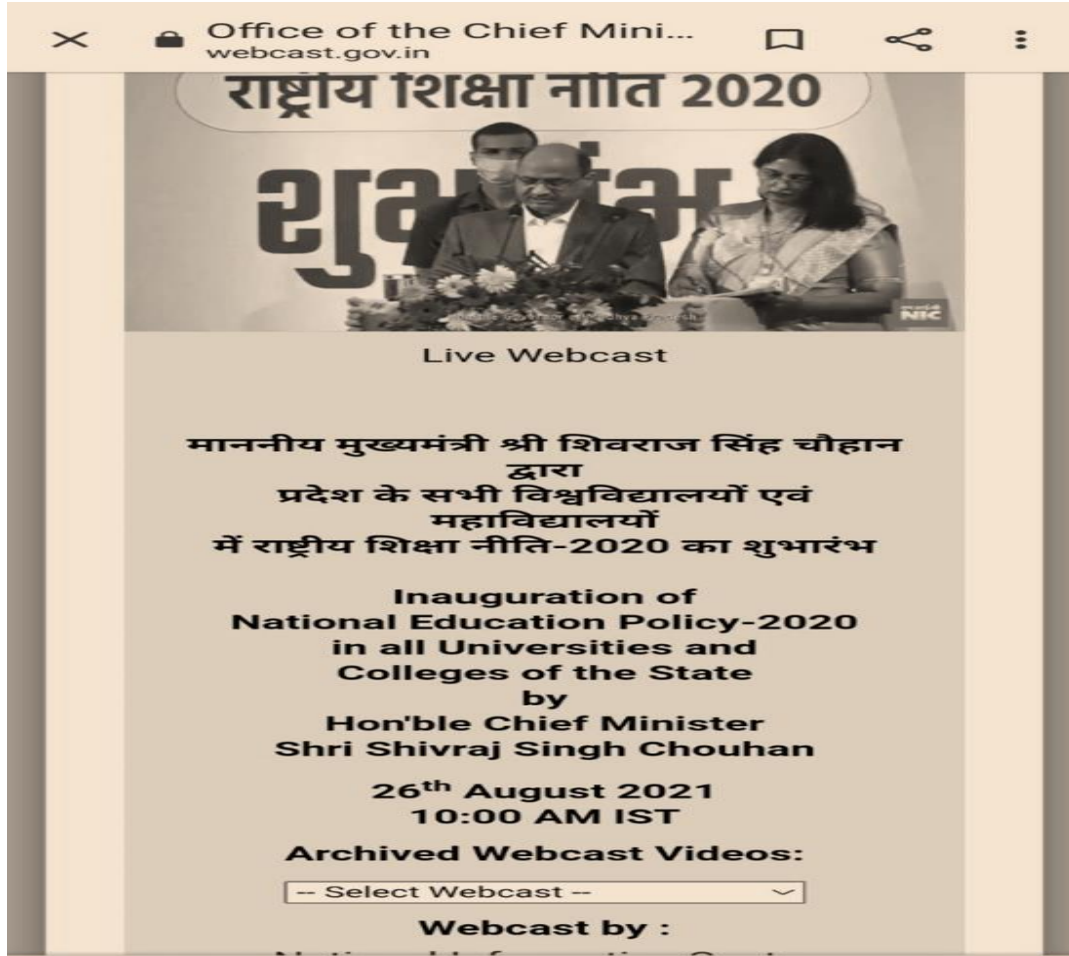 Office of the Chief Mini...
webcast.gov.in
राष्ट्रीय शिक्षा नीति 2020
Live Webcast
NIC
माननीय मुख्यमंत्री श्री शिवराज सिंह चौहान
द्वारा
प्रदेश के सभी विश्वविद्यालयों एवं
महाविद्यालयों
में राष्ट्रीय शिक्षा नीति-2020 का शुभारंभ
Inauguration of
National Education Policy-2020
in all Universities and
Colleges of the State
by
Hon'ble Chief Minister
Shri Shivraj Singh Chouhan
26th August 2021
10:00 AM IST
Archived Webcast Videos:
-- Select Webcast --
Webcast by :